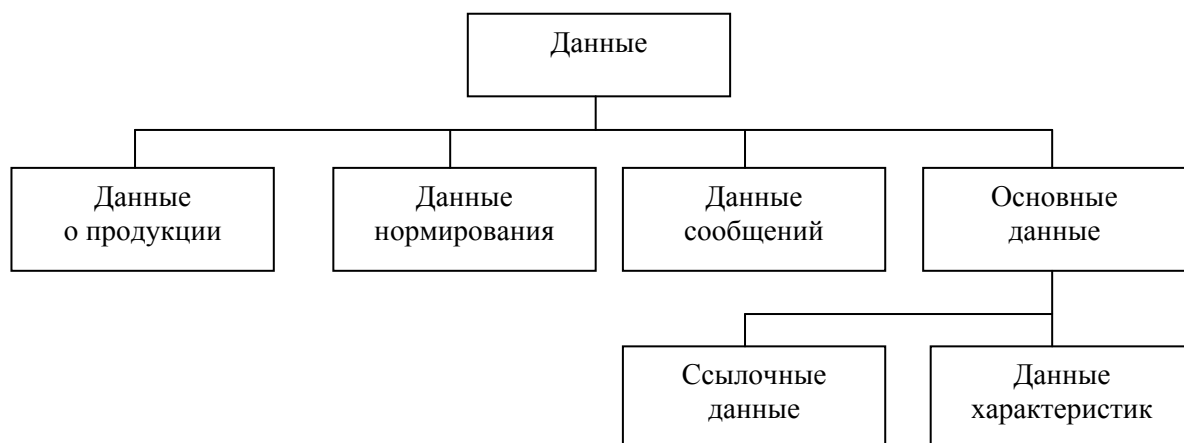 Данные
Данные
о продукции
Данные
нормирования
Данные
сообщений
Основные
данные
Ссылочные
данные
Данные
характеристик